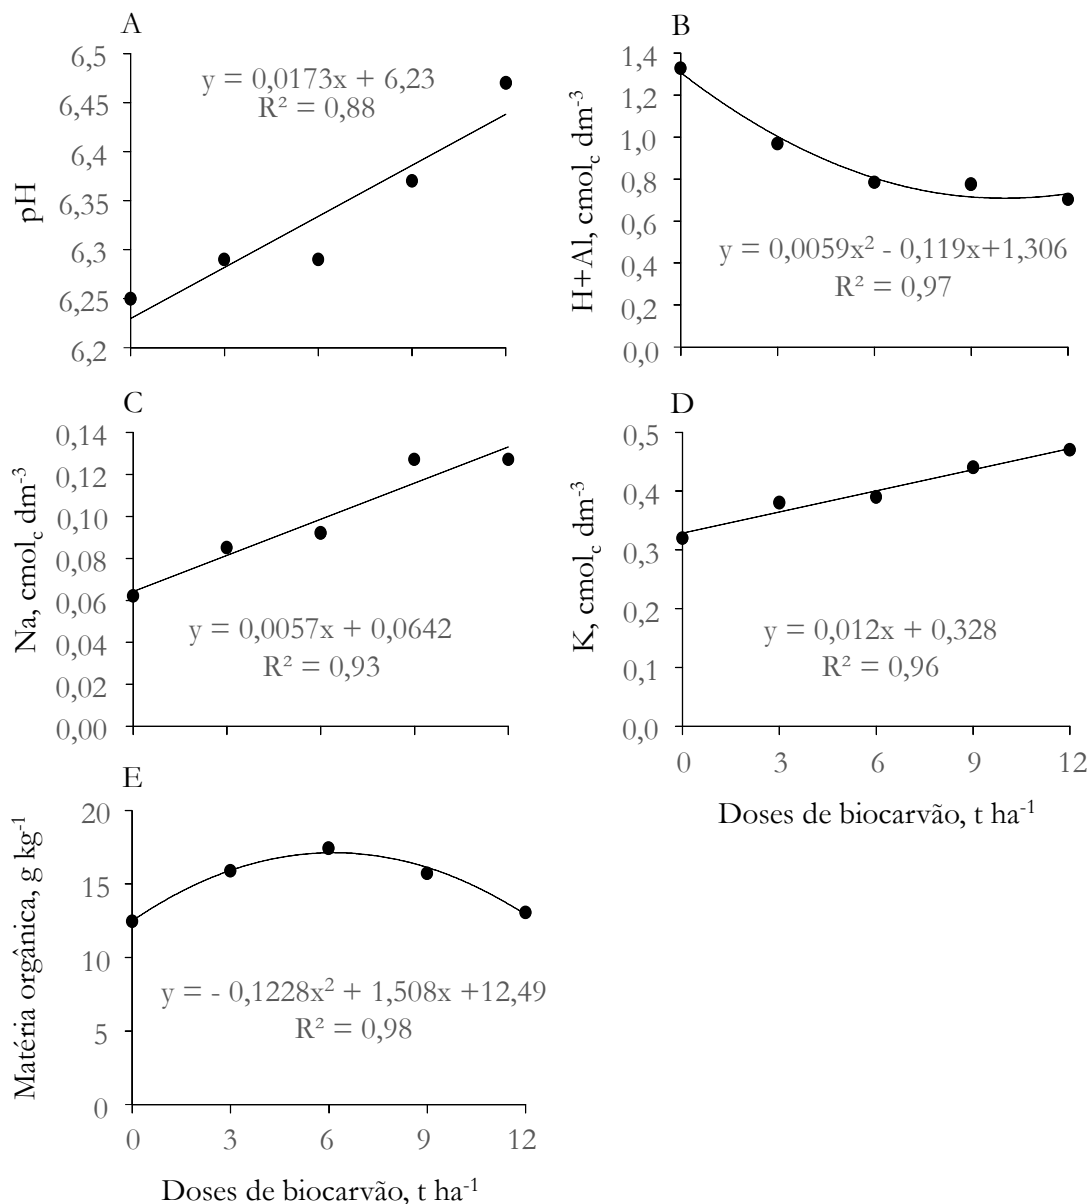 A
6,5
6,45
6,4
6,35
6,3
6,25
6,2
pH
y = 0,0173x + 6,23
R² = 0,88
B
1,4
1,2
1,0
0,8
0,6
0,4
0,2
0,0
H+Al, cmol_c dm⁻³
y = 0,0059x² - 0,119x+1,306
R² = 0,97
C
0,14
0,12
0,10
0,08
0,06
0,04
0,02
0,00
Na, cmol_c dm⁻³
y = 0,0057x + 0,0642
R² = 0,93
D
0,5
0,4
0,3
0,2
0,1
0,0
K, cmol_c dm⁻³
y = 0,012x + 0,328
R² = 0,96
0 3 6 9 12
Doses de biocarvão, t ha⁻¹
E
20
15
10
5
0
Matéria orgânica, g kg⁻¹
y = - 0,1228x² + 1,508x +12,49
R² = 0,98
0 3 6 9 12
Doses de biocarvão, t ha⁻¹